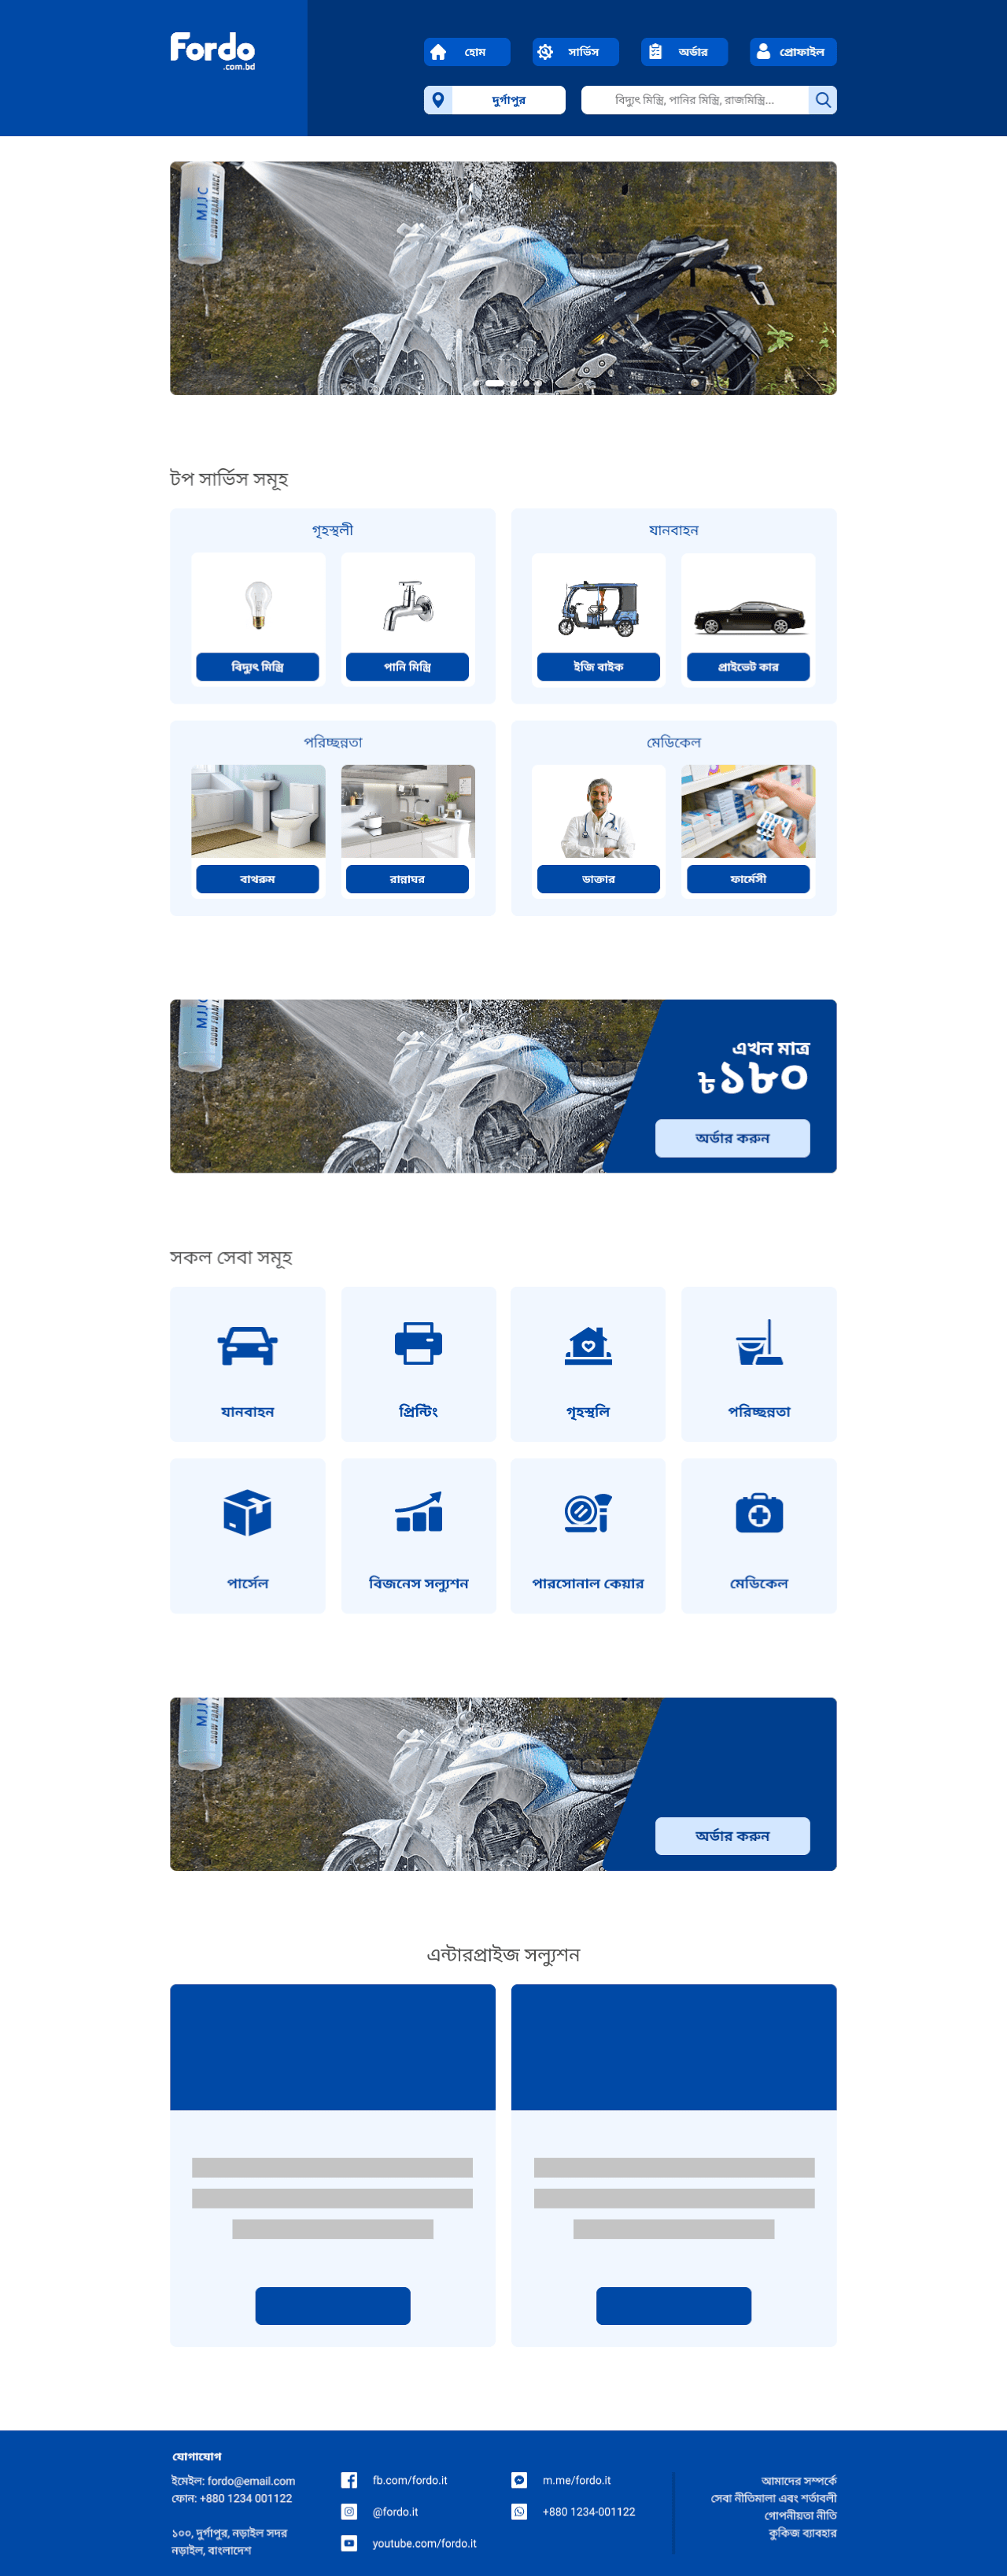 Fordo
.com.bd
হোম
সার্ভিস
অর্ডার
প্রোফাইল
দুর্গাপুর
বিদ্যুৎ মিস্ত্রি, পানির মিস্ত্রি, রাজমিস্ত্রি...
MJJC
টপ সার্ভিস সমূহ
গৃহস্থলী
যানবাহন
বিদ্যুৎ মিস্ত্রি
পানি মিস্ত্রি
ইজি বাইক
প্রাইভেট কার
পরিচ্ছন্নতা
মেডিকেল
বাথরুম
রান্নাঘর
ডাক্তার
ফার্মেসী
MJJC
এখন মাত্র
৳১৮০
অর্ডার করুন
সকল সেবা সমূহ
যানবাহন
প্রিন্টিং
গৃহস্থলি
পরিচ্ছন্নতা
পার্সেল
বিজনেস সল্যুশন
পারসোনাল কেয়ার
মেডিকেল
MJJC
অর্ডার করুন
এন্টারপ্রাইজ সল্যুশন
যোগাযোগ
ইমেইল: fordo@email.com
ফোন: +880 1234 001122
১০০, দুর্গাপুর, নড়াইল সদর
নড়াইল, বাংলাদেশ
fb.com/fordo.it
@fordo.it
youtube.com/fordo.it
m.me/fordo.it
+880 1234-001122
আমাদের সম্পর্কে
সেবা নীতিমালা এবং শর্তাবলী
গোপনীয়তা নীতি
কুকিজ ব্যাবহার